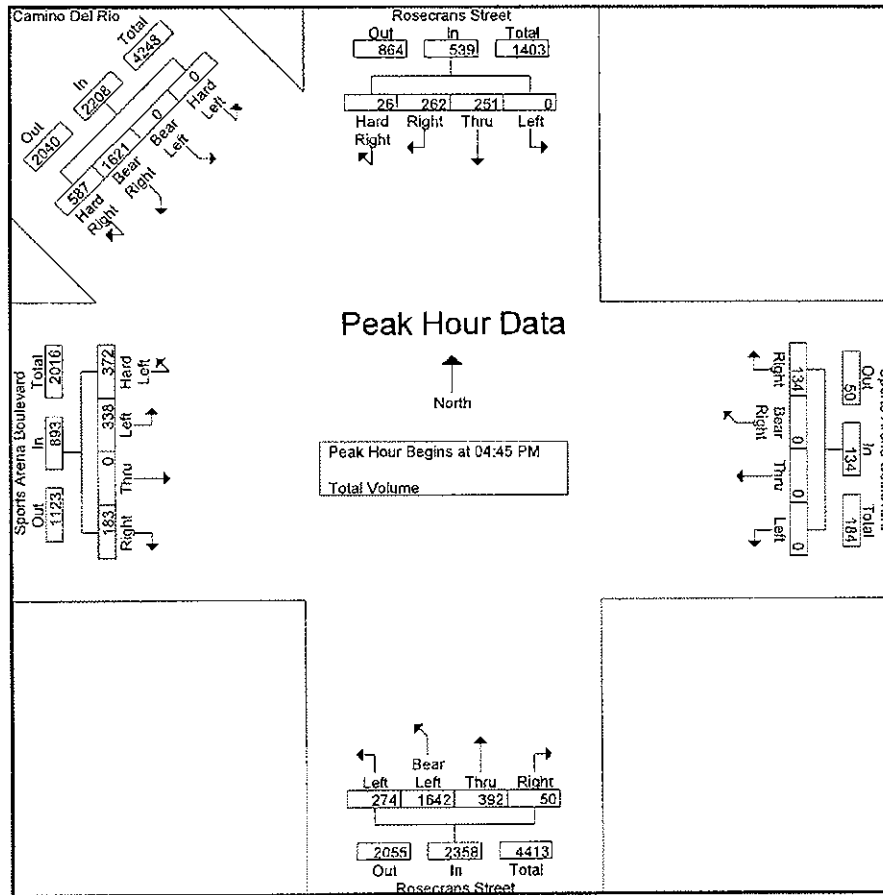 Camino Del Rio
Out In Total
2040 2208 4248
587 1621 0 0
Hard Right Bear Right Bear Left Hard Left
Rosecrans Street
Out In Total
864 539 1403
26 262 251 0
Hard Right Right Thru Left
Peak Hour Data
North
Peak Hour Begins at 04:45 PM
Total Volume
Sports Arena Boulevard
Out In Total
1123 893 2016
372 338 0 183
Hard Left Left Thru Right
Right Bear Right Thru Left
134 0 0 0
Out In Total
50 134 184
Left Bear Left Thru Right
274 1642 392 50
2055 2358 4413
Out In Total
Rosecrans Street